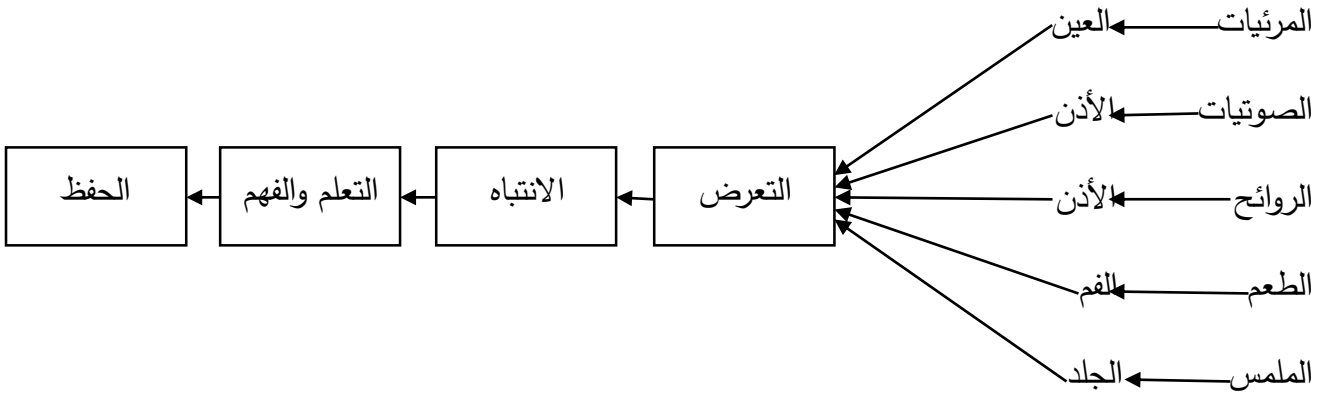 المرئيات العين
الصوتيات الأذن
الروائح الأذن التعرض الانتباه التعلم والفهم الحفظ
الطعم الفم
الملمس الجلد